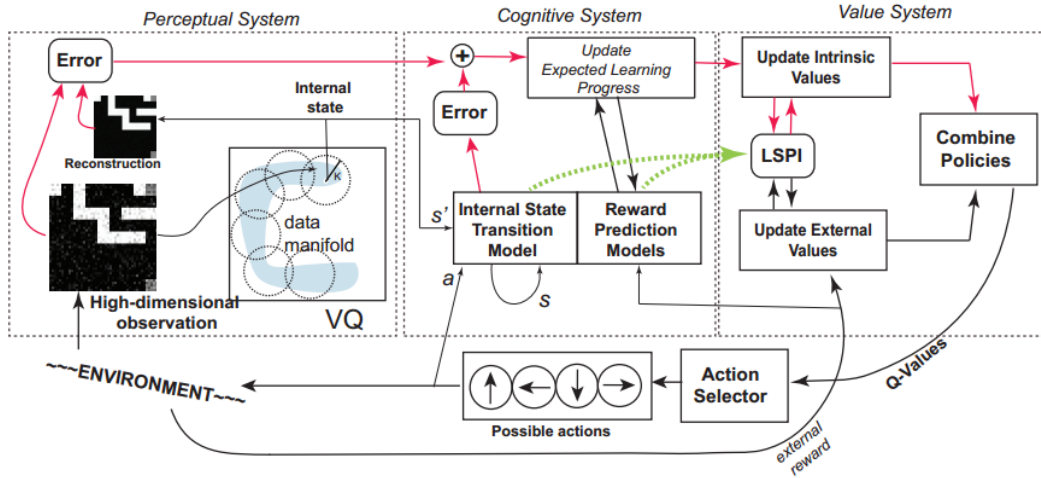 Perceptual System
Cognitive System
Value System
Error
Internal
state
Reconstruction
K
data
manifold
VQ
High-dimensional
observation
+
Error
Update
Expected Learning
Progress
s'
Internal State
Transition
Model
Reward
Prediction
Models
a
s
Update Intrinsic
Values
LSPI
Update External
Values
Combine
Policies
~~~ENVIRONMENT~~~
Possible actions
Action
Selector
Q-Values
external
reward